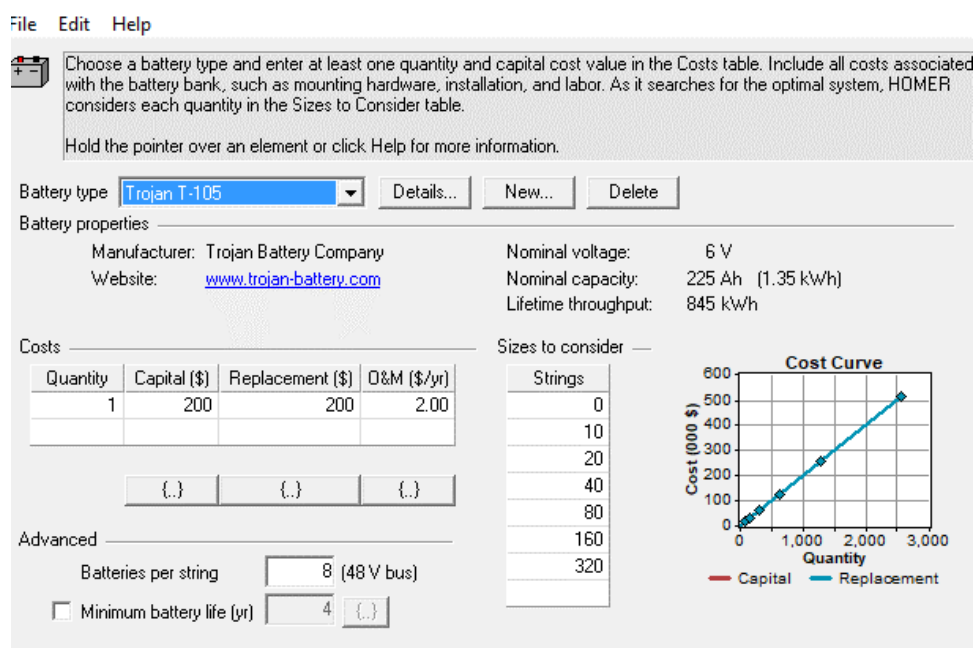 File Edit Help
Choose a battery type and enter at least one quantity and capital cost value in the Costs table. Include all costs associated
with the battery bank, such as mounting hardware, installation, and labor. As it searches for the optimal system, HOMER
considers each quantity in the Sizes to Consider table.
Hold the pointer over an element or click Help for more information.
Battery type Trojan T-105 Details... New... Delete
Battery properties
Manufacturer: Trojan Battery Company Nominal voltage: 6 V
Website: www.trojan-battery.com Nominal capacity: 225 Ah (1.35 kWh)
Lifetime throughput: 845 kWh
Costs
Quantity Capital ($) Replacement ($) O&M ($/yr)
1 200 200 2.00
{..} {..} {..}
Advanced
Batteries per string 8 (48 V bus)
Minimum battery life (yr) 4 {..}
Sizes to consider
Strings
0
10
20
40
80
160
320
Cost Curve
Cost (000 $)
600
500
400
300
200
100
0
0 1,000 2,000 3,000
Quantity
Capital Replacement